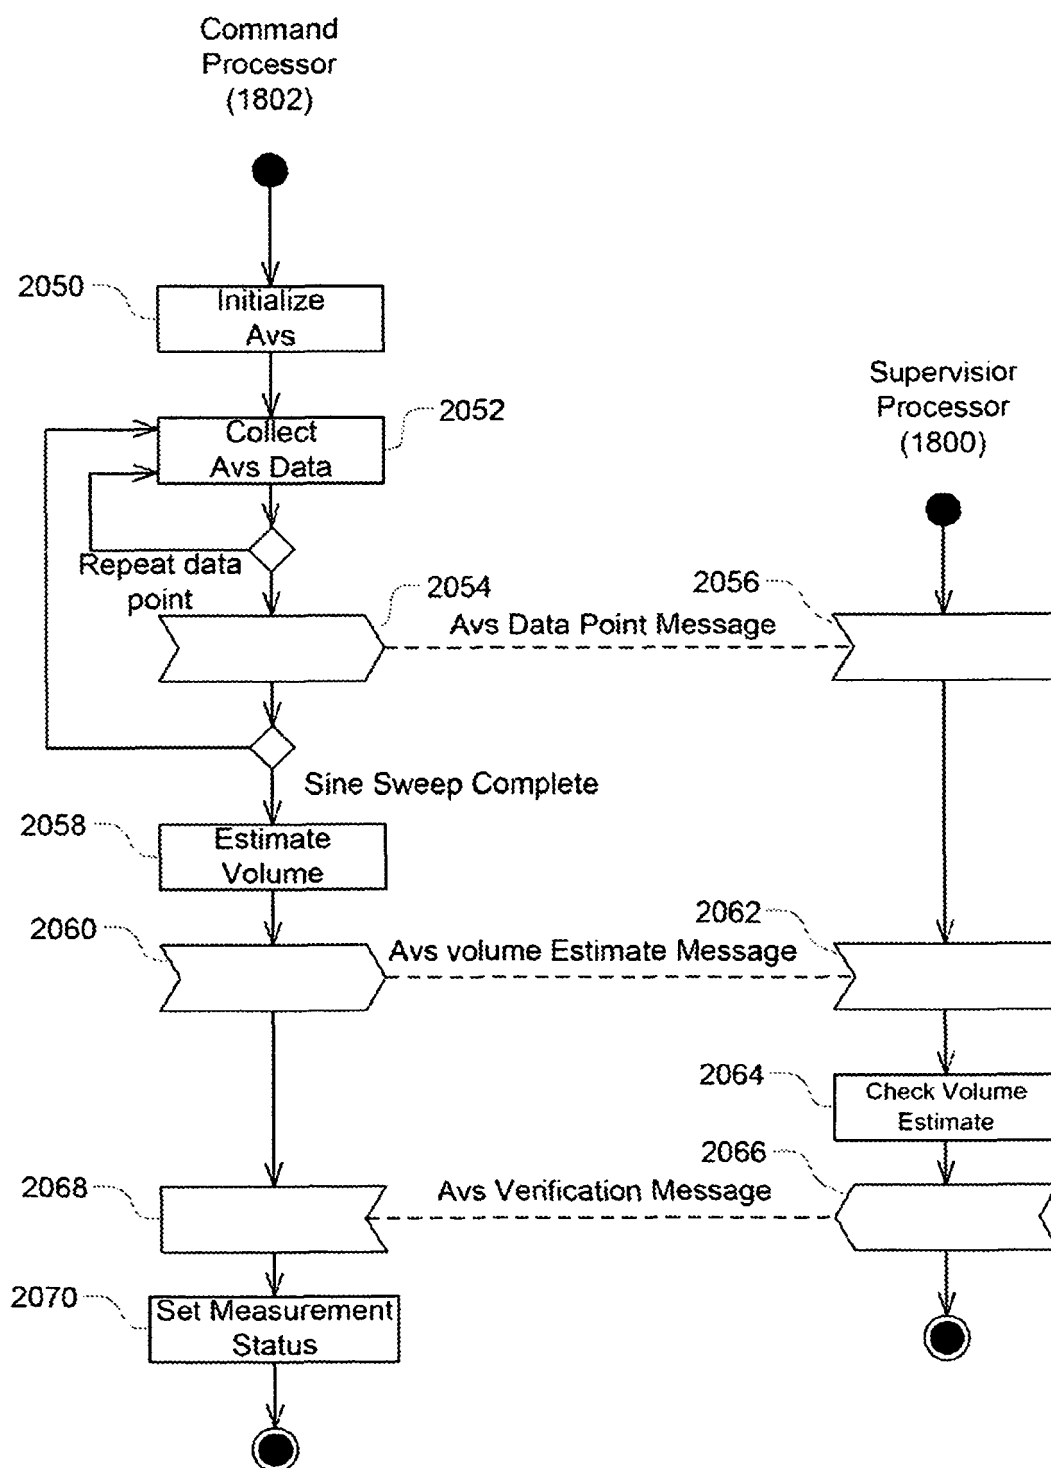 Command
Processor
(1802)
2050
Initialize
Avs
Supervisior
Processor
(1800)
2052
Collect
Avs Data
Repeat data
point
2054
2056
Avs Data Point Message
Sine Sweep Complete
2058
Estimate
Volume
2060
2062
Avs volume Estimate Message
2064
Check Volume
Estimate
2066
2068
Avs Verification Message
2070
Set Measurement
Status